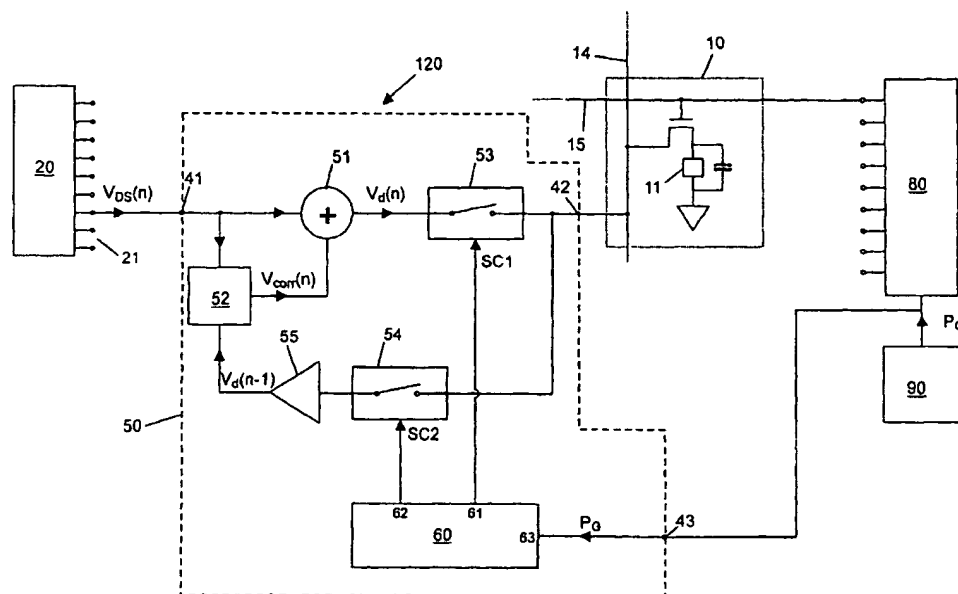 14
10
120
20
51
53
15
80
V_DS(n)
41
V_d(n)
42
11
21
SC1
V_corr(n)
52
55
54
P_G
V_d(n-1)
90
50
SC2
62
61
60
63
P_G
43